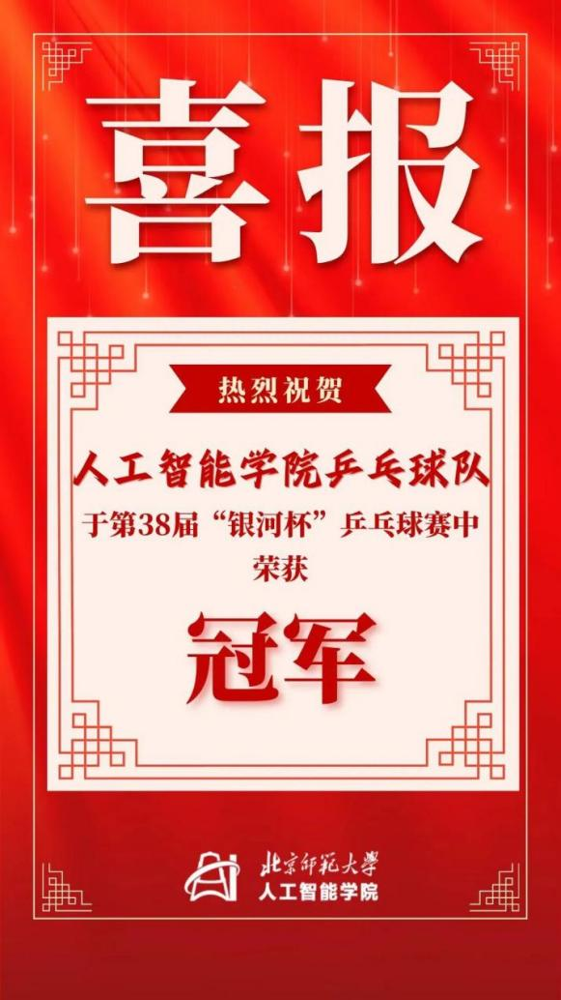 喜报
热烈祝贺
人工智能学院乒乓球队
于第38届“银河杯”乒乓球赛中
荣获
冠军
北京师范大学
人工智能学院